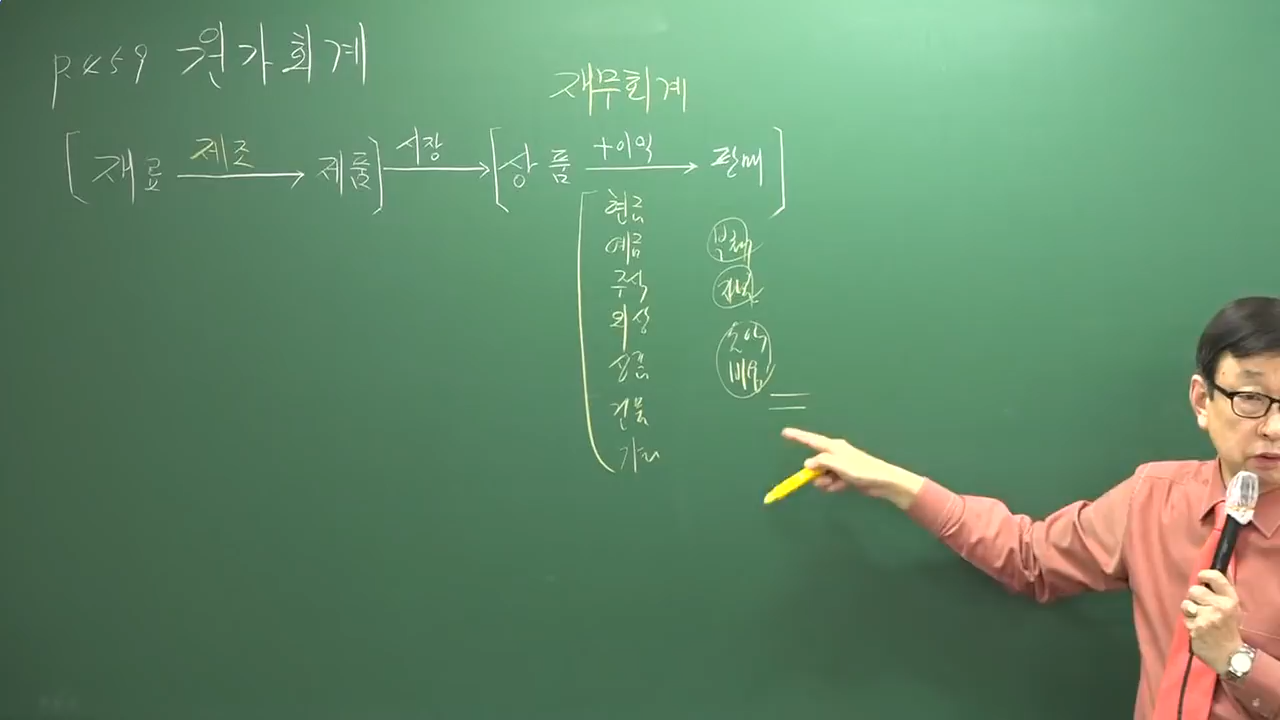 p.459 원가회계
재무회계
[재료 제조 → 제품] 시장 → [상품 +이익 → 판매]
현금
예금 부채
주식 자본
외상 수익
상품 비용
건물
기타